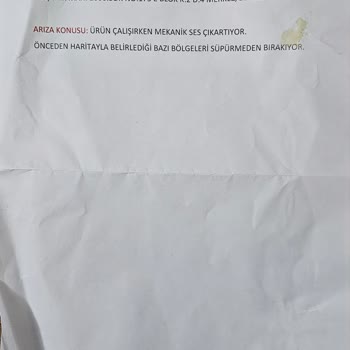 ARIZA KONUSU: ÜRÜN ÇALIŞIRKEN MEKANİK SES ÇIKARTIYOR.
ÖNCEDEN HARİTAYLA BELİRLEDİĞİ BAZI BÖLGELERİ SÜPÜRMEDEN BIRAKIYOR.